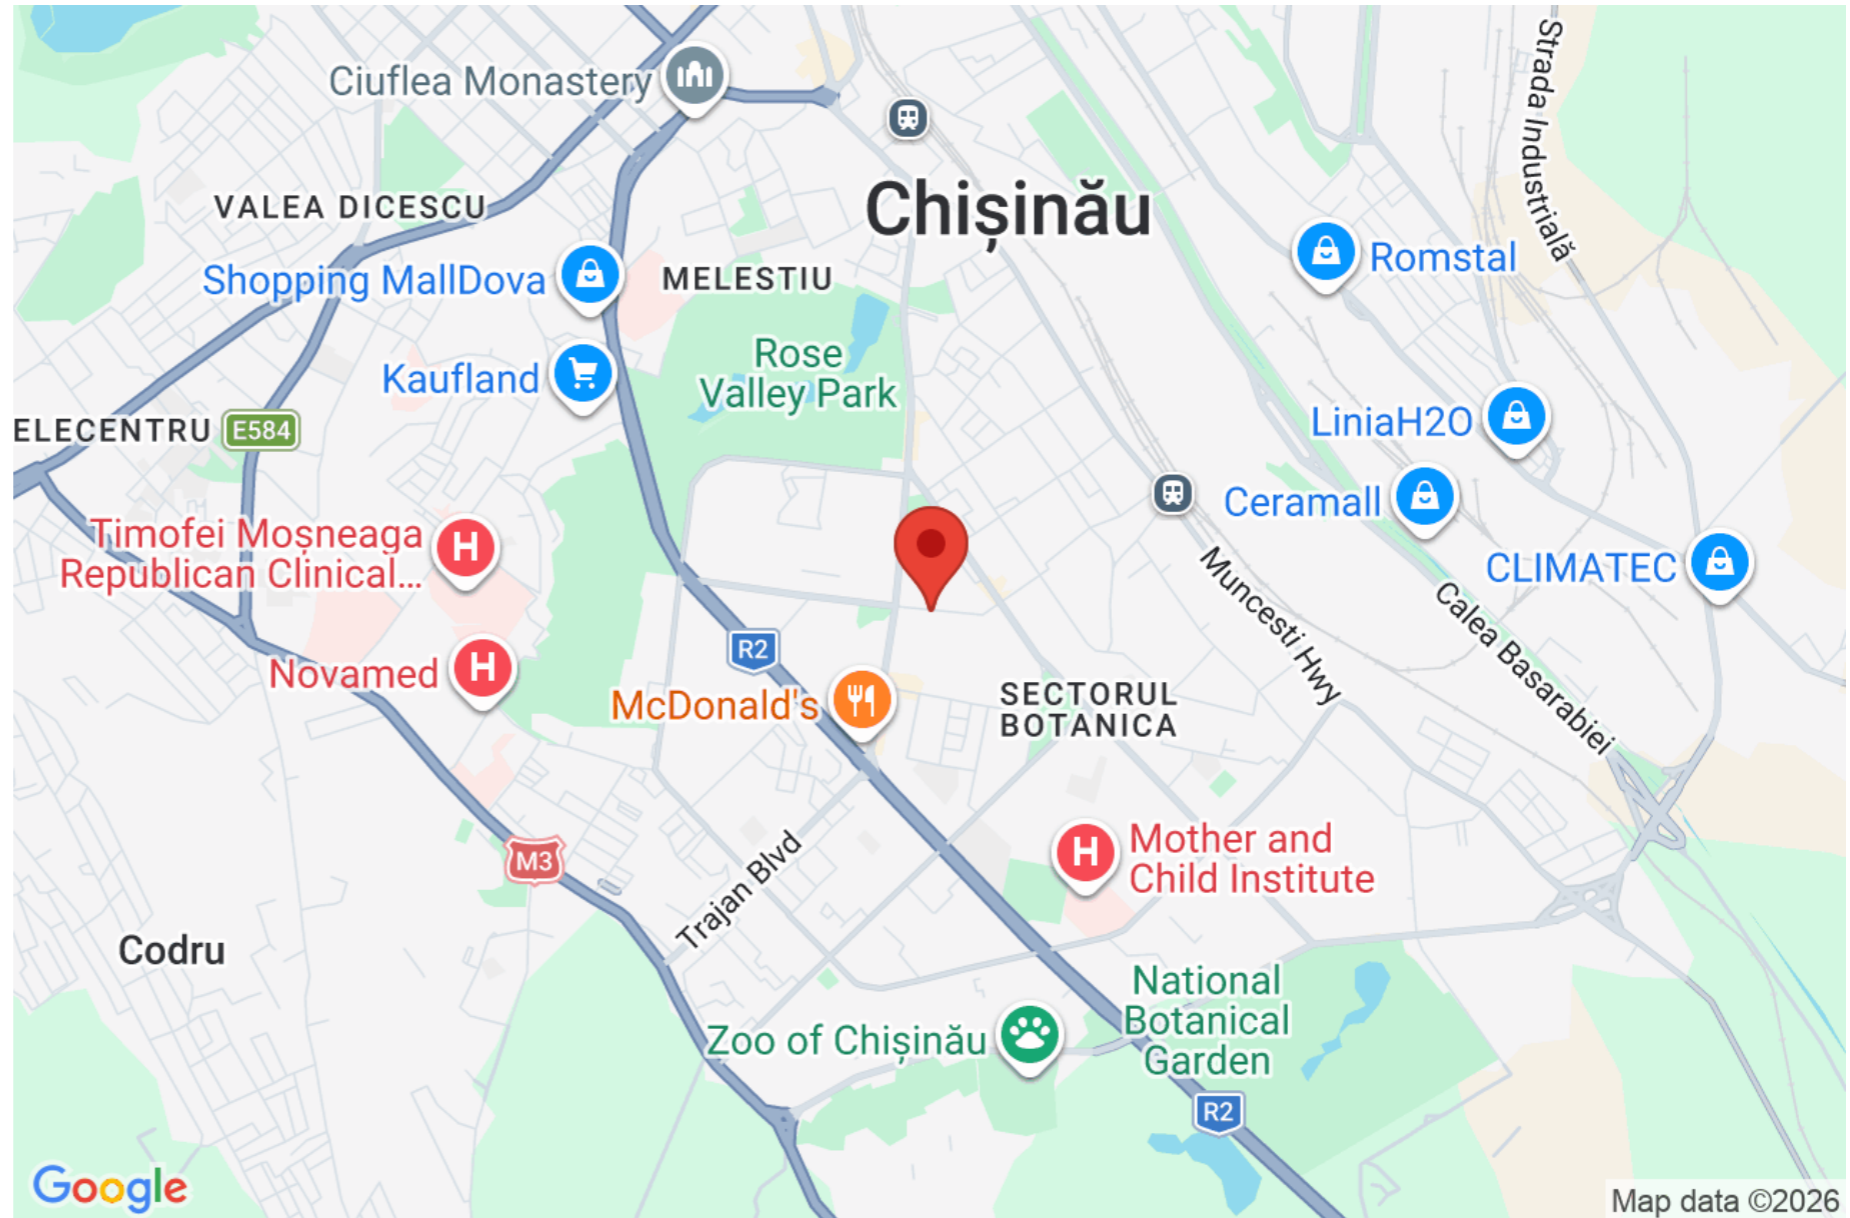 Ciuflea Monastery
Strada Industrială
VALEA DICESCU
Chișinău
Shopping MallDova
MELESTIU
Romstal
Rose
Valley Park
Kaufland
ELECENTRU
E584
LiniaH2O
Ceramall
Timofei Moșneaga
Republican Clinical...
CLIMATEC
Muncesti Hwy
Calea Basarabiei
R2
Novamed
McDonald's
SECTORUL
BOTANICA
M3
Trajan Blvd
Mother and
Child Institute
Codru
National
Botanical
Garden
Zoo of Chișinău
R2
Google
Map data ©2026